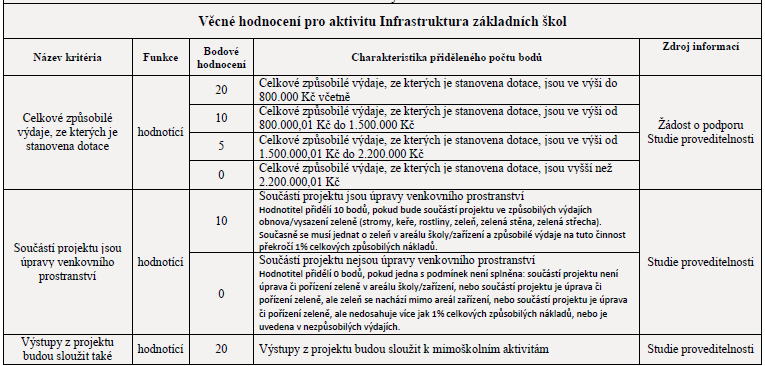 Věcné hodnocení pro aktivitu Infrastruktura základních škol
Název kritéria
Funkce
Bodové
hodnocení
Charakteristika přiděleného počtu bodů
Zdroj informací
Celkové způsobilé
výdaje, ze kterých je
stanovena dotace
hodnotící
20
Celkové způsobilé výdaje, ze kterých je stanovena dotace, jsou ve výši do
800.000 Kč včetně
10
Celkové způsobilé výdaje, ze kterých je stanovena dotace, jsou ve výši od
800.000,01 Kč do 1.500.000 Kč
5
Celkové způsobilé výdaje, ze kterých je stanovena dotace, jsou ve výši od
1.500.000,01 Kč do 2.200.000 Kč
0
Celkové způsobilé výdaje, ze kterých je stanovena dotace, jsou vyšší než
2.200.000,01 Kč
Žádost o podporu
Studie proveditelnosti
Součástí projektu jsou
úpravy venkovního
prostranství
hodnotící
10
Součástí projektu jsou úpravy venkovního prostranství
Hodnotitel přidělí 10 bodů, pokud bude součástí projektu ve způsobilých výdajích
obnova/vysazení zeleně (stromy, keře, rostliny, zeleň, zelená stěna, zelená střecha).
Současně se musí jednat o zeleň v areálu školy/zařízení a způsobilé výdaje na tuto činnost
překročí 1% celkových způsobilých nákladů.
0
Součástí projektu nejsou úpravy venkovního prostranství
Hodnotitel přidělí 0 bodů, pokud jedna s podmínek není splněna: součástí projektu není
úprava či pořízení zeleně v areálu školy/zařízení, nebo součástí projektu je úprava či
pořízení zeleně, ale zeleň se nachází mimo areál zařízení, nebo součástí projektu je úprava
či pořízení zeleně, ale nedosahuje více jak 1% celkových způsobilých nákladů, nebo je
uvedena v nezpůsobilých výdajích.
Studie proveditelnosti
Výstupy z projektu
budou sloužit také
hodnotící
20
Výstupy z projektu budou sloužit k mimoškolním aktivitám
Studie proveditelnosti